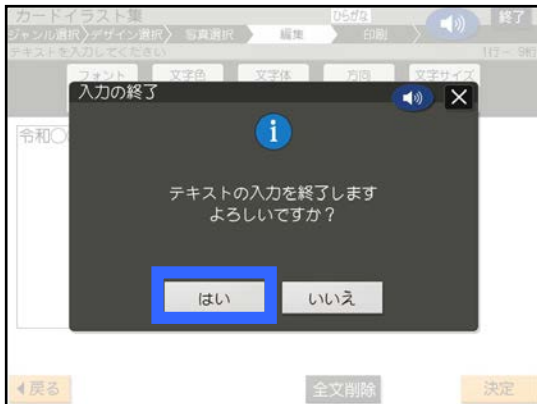 カードイラスト集
ひらがな
終了
ジャンル選択 デザイン選択 写真選択 編集 印刷
テキストを入力してください
1行～ 9行
フォント 文字色 文字体 方向 文字サイズ
入力の終了
令和〇
テキストの入力を終了します
よろしいですか？
はい いいえ
戻る 全文削除 決定